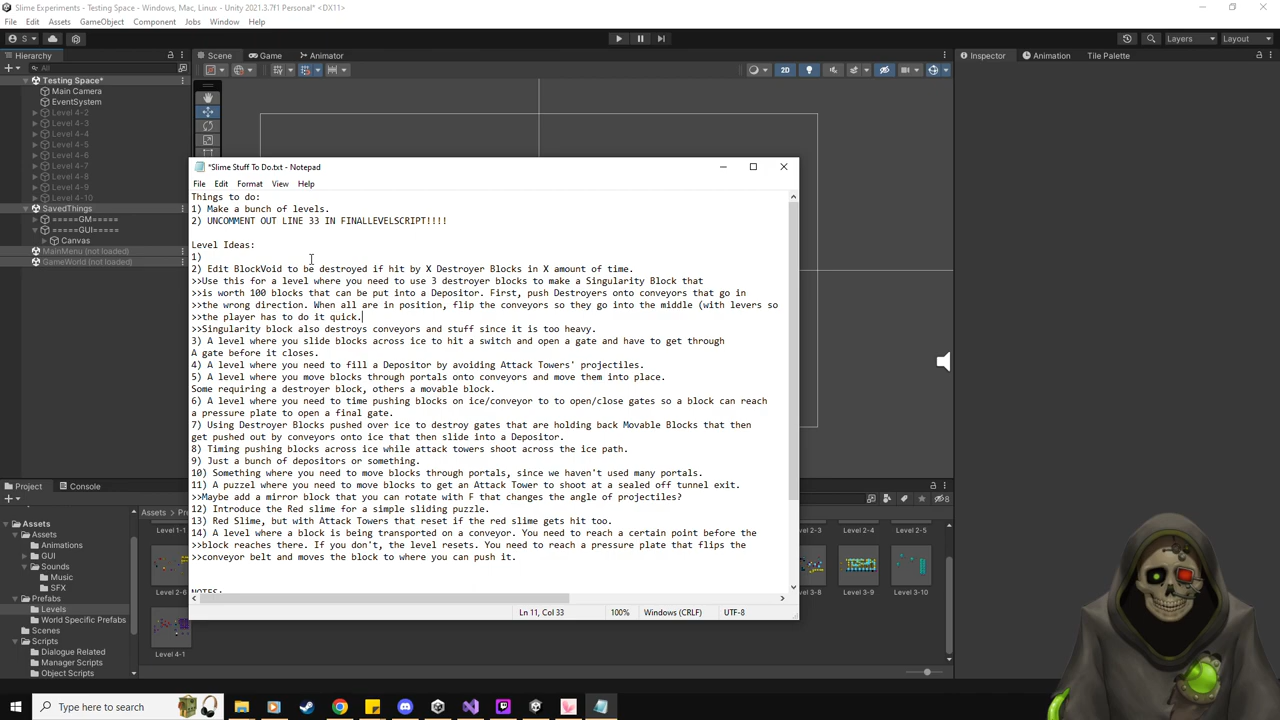 Slime Experiments - Testing Space - Windows, Mac, Linux - Unity 2021.3.7f1 Personal* <DX11>
File Edit Assets GameObject Component Jobs Window Help
S
Layers Layout
Hierarchy
Scene Game Animator
Inspector Animation Tile Palette
All
2D
Testing Space*
Main Camera
EventSystem
Level 4-2
Level 4-3
Level 4-4
Level 4-5
Level 4-6
Level 4-7
Level 4-8
Level 4-9
Level 4-10
SavedThings
=====GM=====
=====GUI=====
Canvas
MainMenu (not loaded)
GameWorld (not loaded)
*Slime Stuff To Do.txt - Notepad
File Edit Format View Help
Things to do:
1) Make a bunch of levels.
2) UNCOMMENT OUT LINE 33 IN FINALLEVELSCRIPT!!!!
Level Ideas:
1)
2) Edit BlockVoid to be destroyed if hit by X Destroyer Blocks in X amount of time.
>>Use this for a level where you need to use 3 destroyer blocks to make a Singularity Block that
>>is worth 100 blocks that can be put into a Depositor. First, push Destroyers onto conveyors that go in
>>the wrong direction. When all are in position, flip the conveyors so they go into the middle (with levers so
>>the player has to do it quick.
>>Singularity block also destroys conveyors and stuff since it is too heavy.
3) A level where you slide blocks across ice to hit a switch and open a gate and have to get through
A gate before it closes.
4) A level where you need to fill a Depositor by avoiding Attack Towers' projectiles.
5) A level where you move blocks through portals onto conveyors and move them into place.
Some requiring a destroyer block, others a movable block.
6) A level where you need to time pushing blocks on ice/conveyor to to open/close gates so a block can reach
a pressure plate to open a final gate.
7) Using Destroyer Blocks pushed over ice to destroy gates that are holding back Movable Blocks that then
get pushed out by conveyors onto ice that then slide into a Depositor.
8) Timing pushing blocks across ice while attack towers shoot across the ice path.
9) Just a bunch of depositors or something.
10) Something where you need to move blocks through portals, since we haven't used many portals.
11) A puzzel where you need to move blocks to get an Attack Tower to shoot at a sealed off tunnel exit.
>>Maybe add a mirror block that you can rotate with F that changes the angle of projectiles?
12) Introduce the Red slime for a simple sliding puzzle.
13) Red Slime, but with Attack Towers that reset if the red slime gets hit too.
14) A level where a block is being transported on a conveyor. You need to reach a certain point before the
>>block reaches there. If you don't, the level resets. You need to reach a pressure plate that flips the
>>conveyor belt and moves the block to where you can push it.
NOTES:
Ln 11, Col 33 100% Windows (CRLF) UTF-8
Project Console
8
Assets
Assets
Animations
GUI
Sounds
Music
SFX
Prefabs
Levels
World Specific Prefabs
Scenes
Scripts
Dialogue Related
Manager Scripts
Object Scripts
Assets
Level 1-1
2-3 Level 2-4 Level 2-5
Level 2-6
3-8 Level 3-9 Level 3-10
Level 4-1
Type here to search